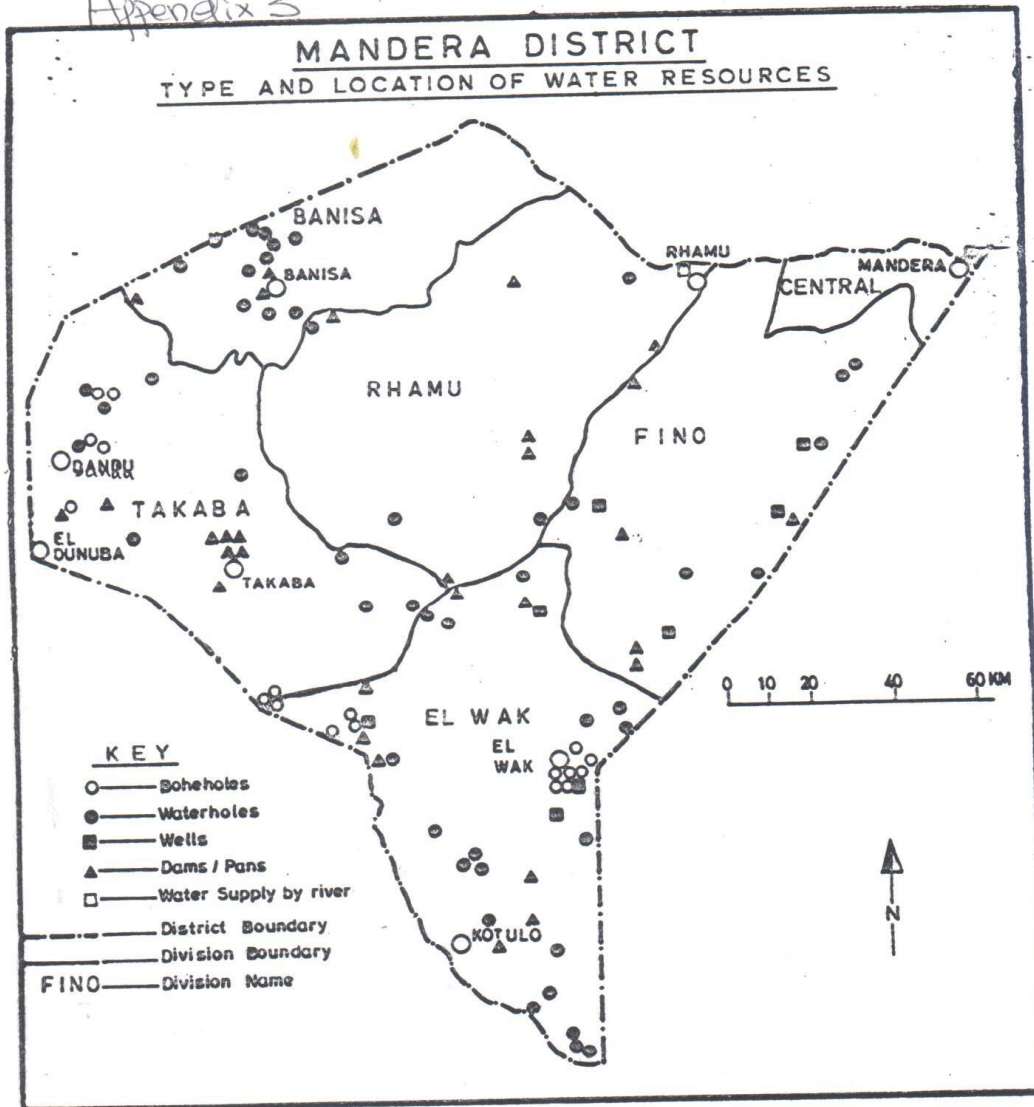 Appendix 3
MANDERA DISTRICT
TYPE AND LOCATION OF WATER RESOURCES
BANISA
BANISA
RHAMU
MANDERA
CENTRAL
RHAMU
FINO
DANDU
TAKABA
EL
DUNUBA
TAKABA
0 10 20 40 60 KM
EL WAK
EL
WAK
KEY
Boheholes
Waterholes
Wells
Dams / Pans
Water Supply by river
District Boundary
Division Boundary
FINO Division Name
KOTULO
N